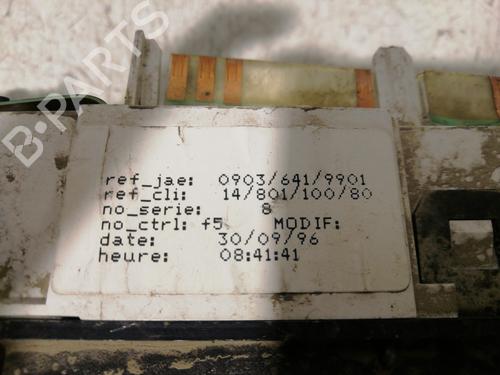 B-PARTS
ref_jae: 0903/641/9901
ref_cli: 14/801/100/80
no_serie: 8
no_ctrl: f5 MODIF:
date: 30/09/96
heure: 08:41:41